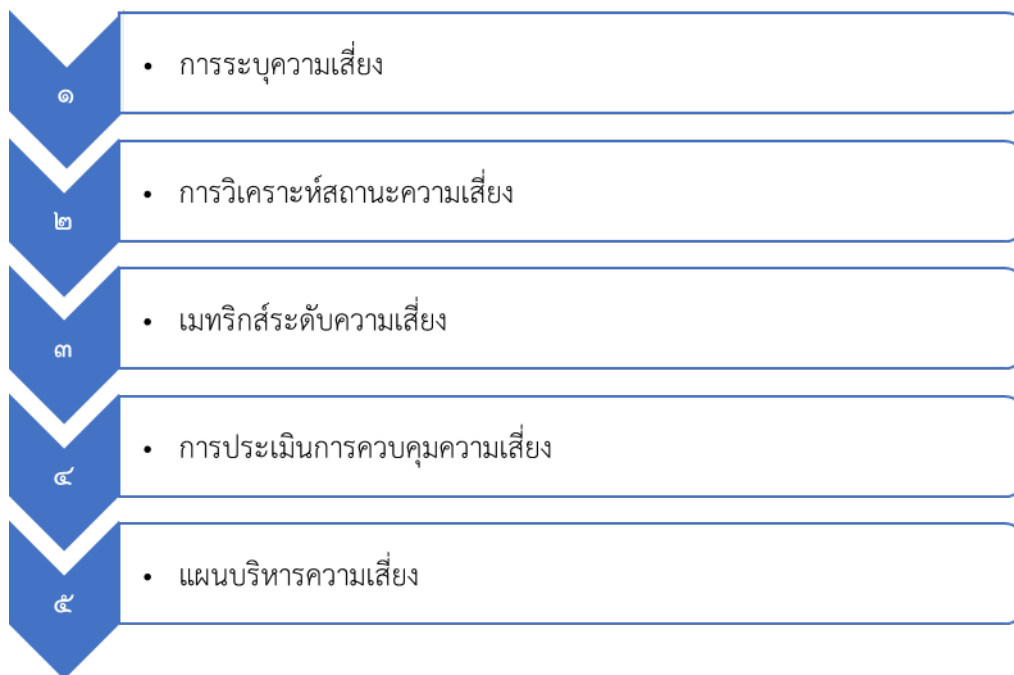 ๑
• การระบุความเสี่ยง
๒
• การวิเคราะห์สถานะความเสี่ยง
๓
• เมทริกส์ระดับความเสี่ยง
๔
• การประเมินการควบคุมความเสี่ยง
๕
• แผนบริหารความเสี่ยง